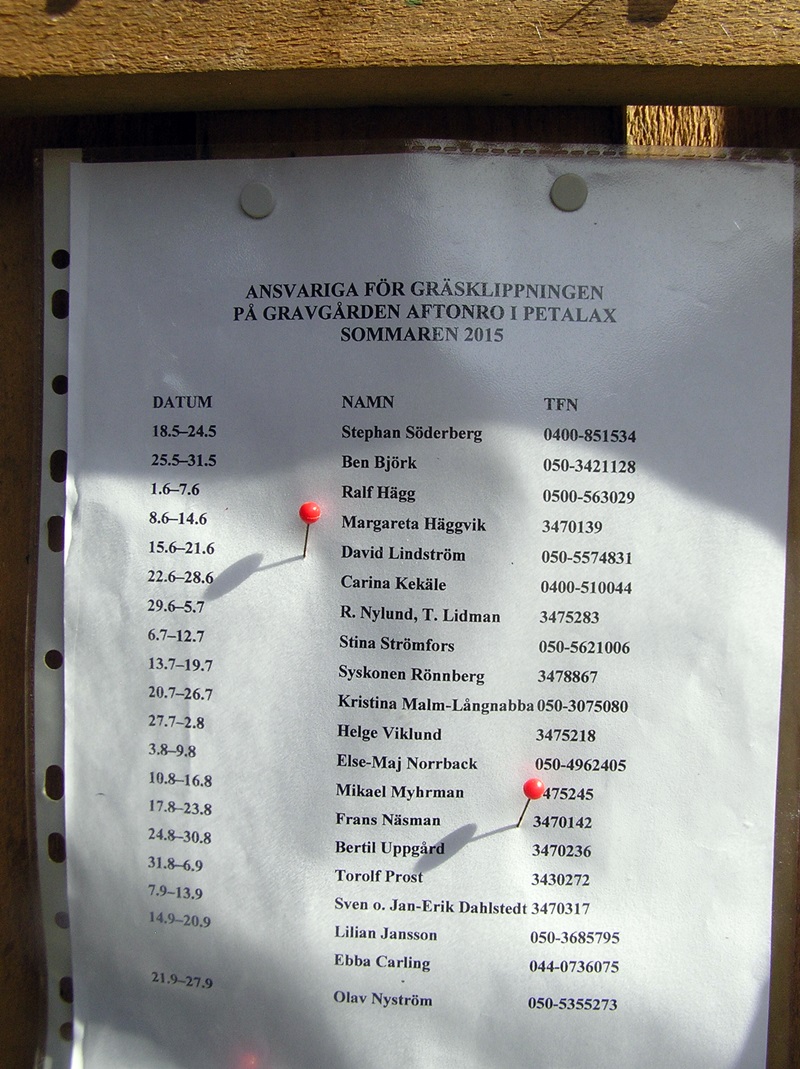 ANSVARIGA FÖR GRÄSKLIPPNINGEN
PÅ GRAVGÅRDEN AFTONRO I PETALAX
SOMMAREN 2015
DATUM NAMN TFN
18.5–24.5 Stephan Söderberg 0400-851534
25.5–31.5 Ben Björk 050-3421128
1.6–7.6 Ralf Hägg 0500-563029
8.6–14.6 Margareta Häggvik 3470139
15.6–21.6 David Lindström 050-5574831
22.6–28.6 Carina Kekäle 0400-510044
29.6–5.7 R. Nylund, T. Lidman 3475283
6.7–12.7 Stina Strömfors 050-5621006
13.7–19.7 Syskonen Rönnberg 3478867
20.7–26.7 Kristina Malm-Långnabba 050-3075080
27.7–2.8 Helge Viklund 3475218
3.8–9.8 Else-Maj Norrback 050-4962405
10.8–16.8 Mikael Myhrman 475245
17.8–23.8 Frans Näsman 3470142
24.8–30.8 Bertil Uppgård 3470236
31.8–6.9 Torolf Prost 3430272
7.9–13.9 Sven o. Jan-Erik Dahlstedt 3470317
14.9–20.9 Lilian Jansson 050-3685795
Ebba Carling 044-0736075
21.9–27.9 Olav Nyström 050-5355273